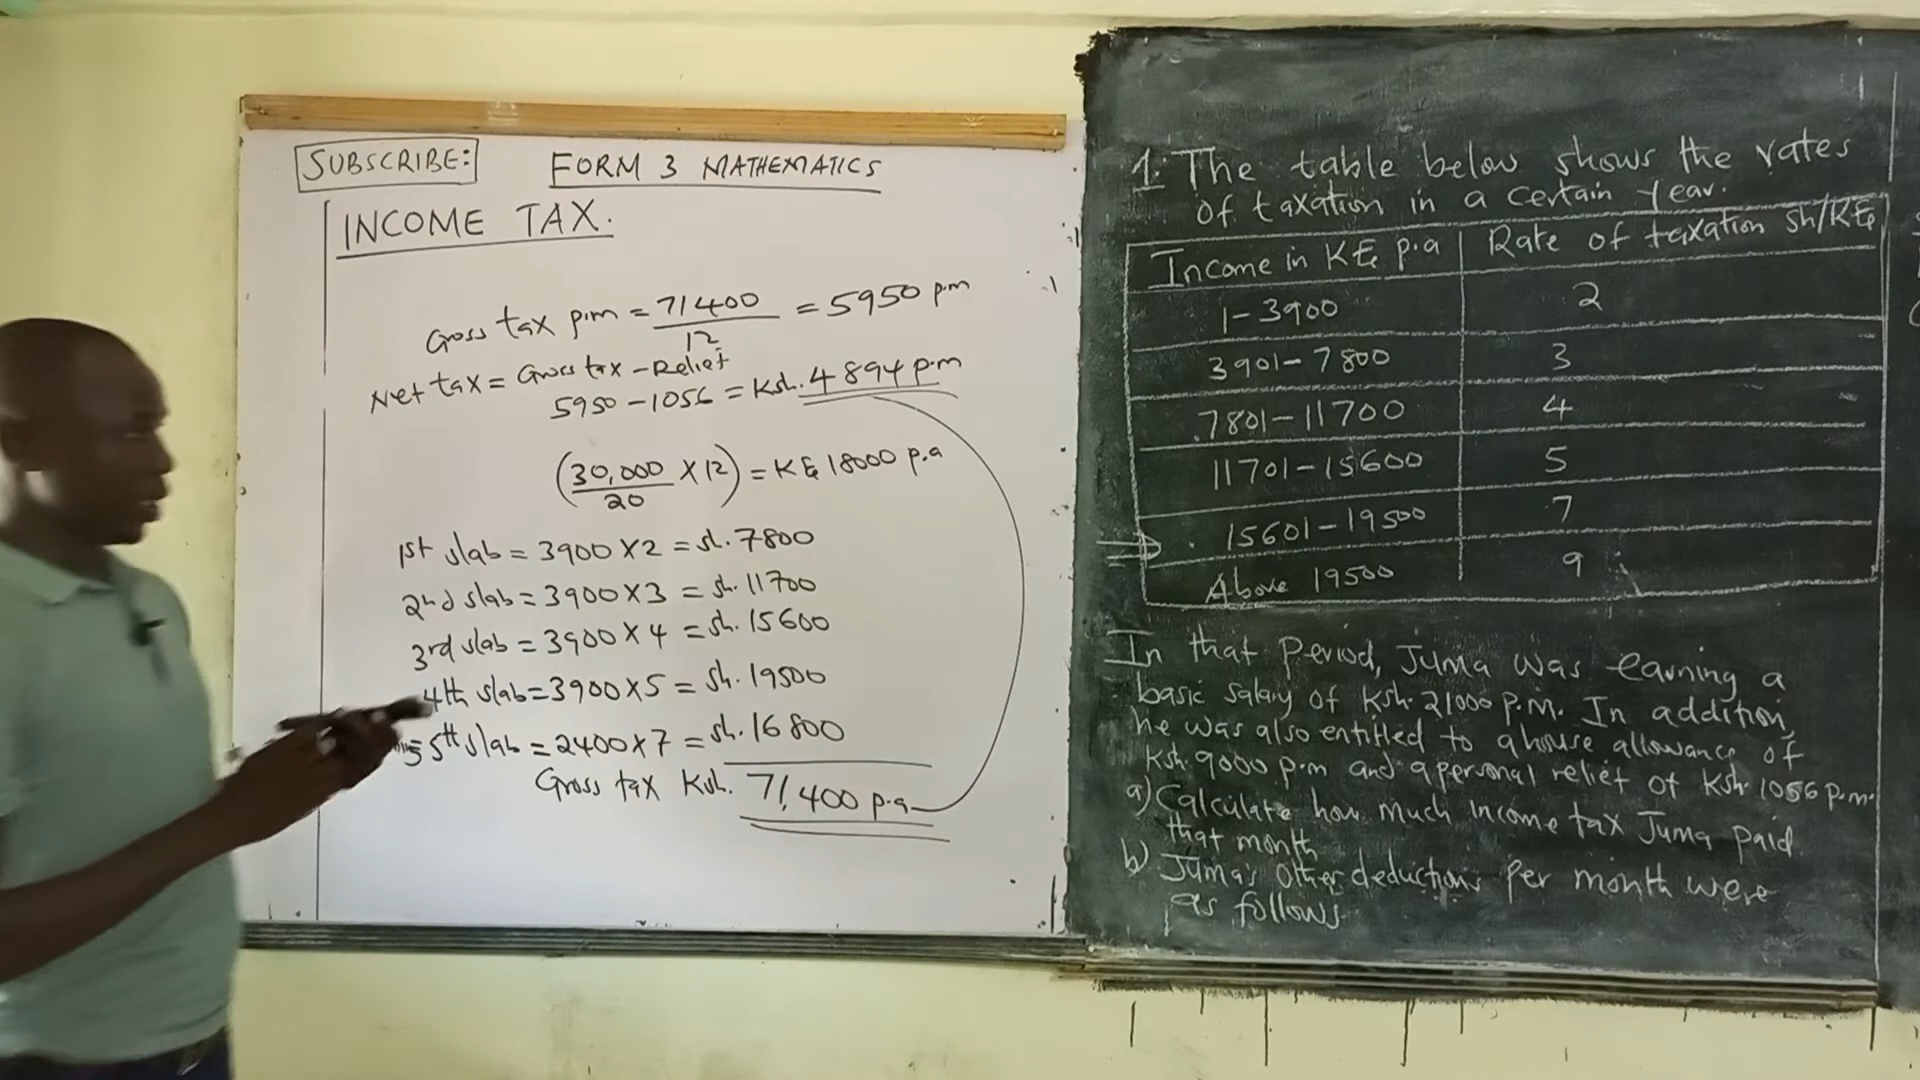 SUBSCRIBE: FORM 3 MATHEMATICS
INCOME TAX.
Gross tax p.m = 71400 / 12 = 5950 p.m
Net tax = Gross tax - Relief
5950 - 1056 = Ksh. 4894 p.m
(30,000 / 20 × 12) = K£ 18000 p.a
1st slab = 3900 × 2 = sh. 7800
2nd slab = 3900 × 3 = sh. 11700
3rd slab = 3900 × 4 = sh. 15600
4th slab = 3900 × 5 = sh. 19500
5th slab = 2400 × 7 = sh. 16800
Gross tax Ksh. 71,400 p.a
1. The table below shows the rates
of taxation in a certain year.
Income in K£ p.a Rate of taxation sh/K£
1-3900 2
3901-7800 3
7801-11700 4
11701-15600 5
15601-19500 7
Above 19500 9
In that period, Juma was earning a
basic salary of Ksh. 21000 p.m. In addition,
he was also entitled to a house allowance of
Ksh. 9000 p.m and a personal relief of Ksh. 1056 p.m.
a) Calculate how much income tax Juma paid
that month
b) Juma's other deductions per month were
as follows.